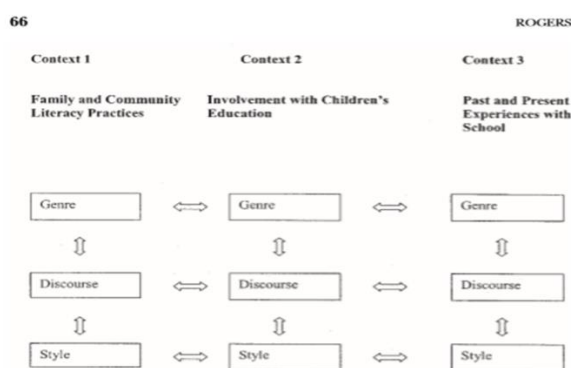 66 ROGERS
Context 1 Context 2 Context 3
Family and Community Involvement with Children's Past and Present
Literacy Practices Education Experiences with
School
Genre Genre Genre
Discourse Discourse Discourse
Style Style Style